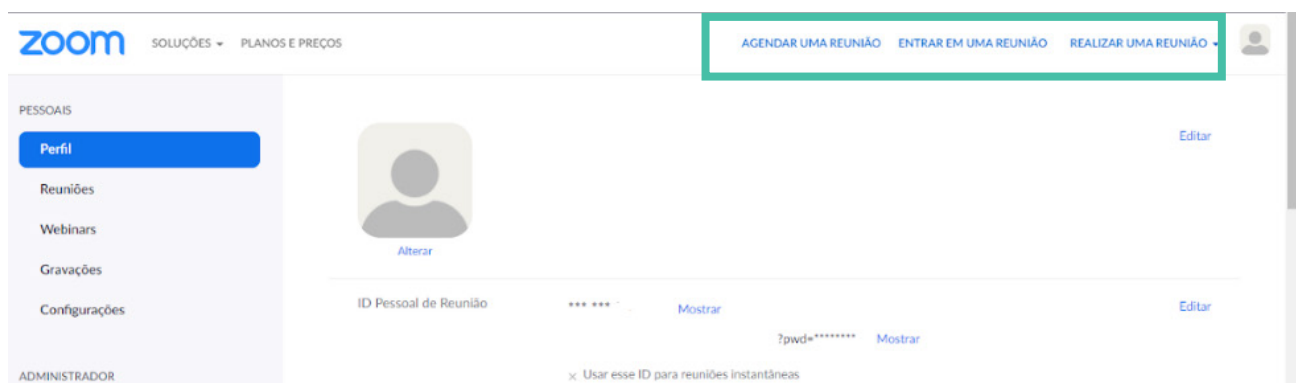 zoom SOLUÇÕES PLANOS E PREÇOS AGENDAR UMA REUNIÃO ENTRAR EM UMA REUNIÃO REALIZAR UMA REUNIÃO
PESSOAIS
Perfil
Reuniões
Webinars
Gravações
Configurações
ADMINISTRADOR
Editar
Alterar
ID Pessoal de Reunião *** *** Mostrar Editar
?pwd=******** Mostrar
× Usar esse ID para reuniões instantâneas